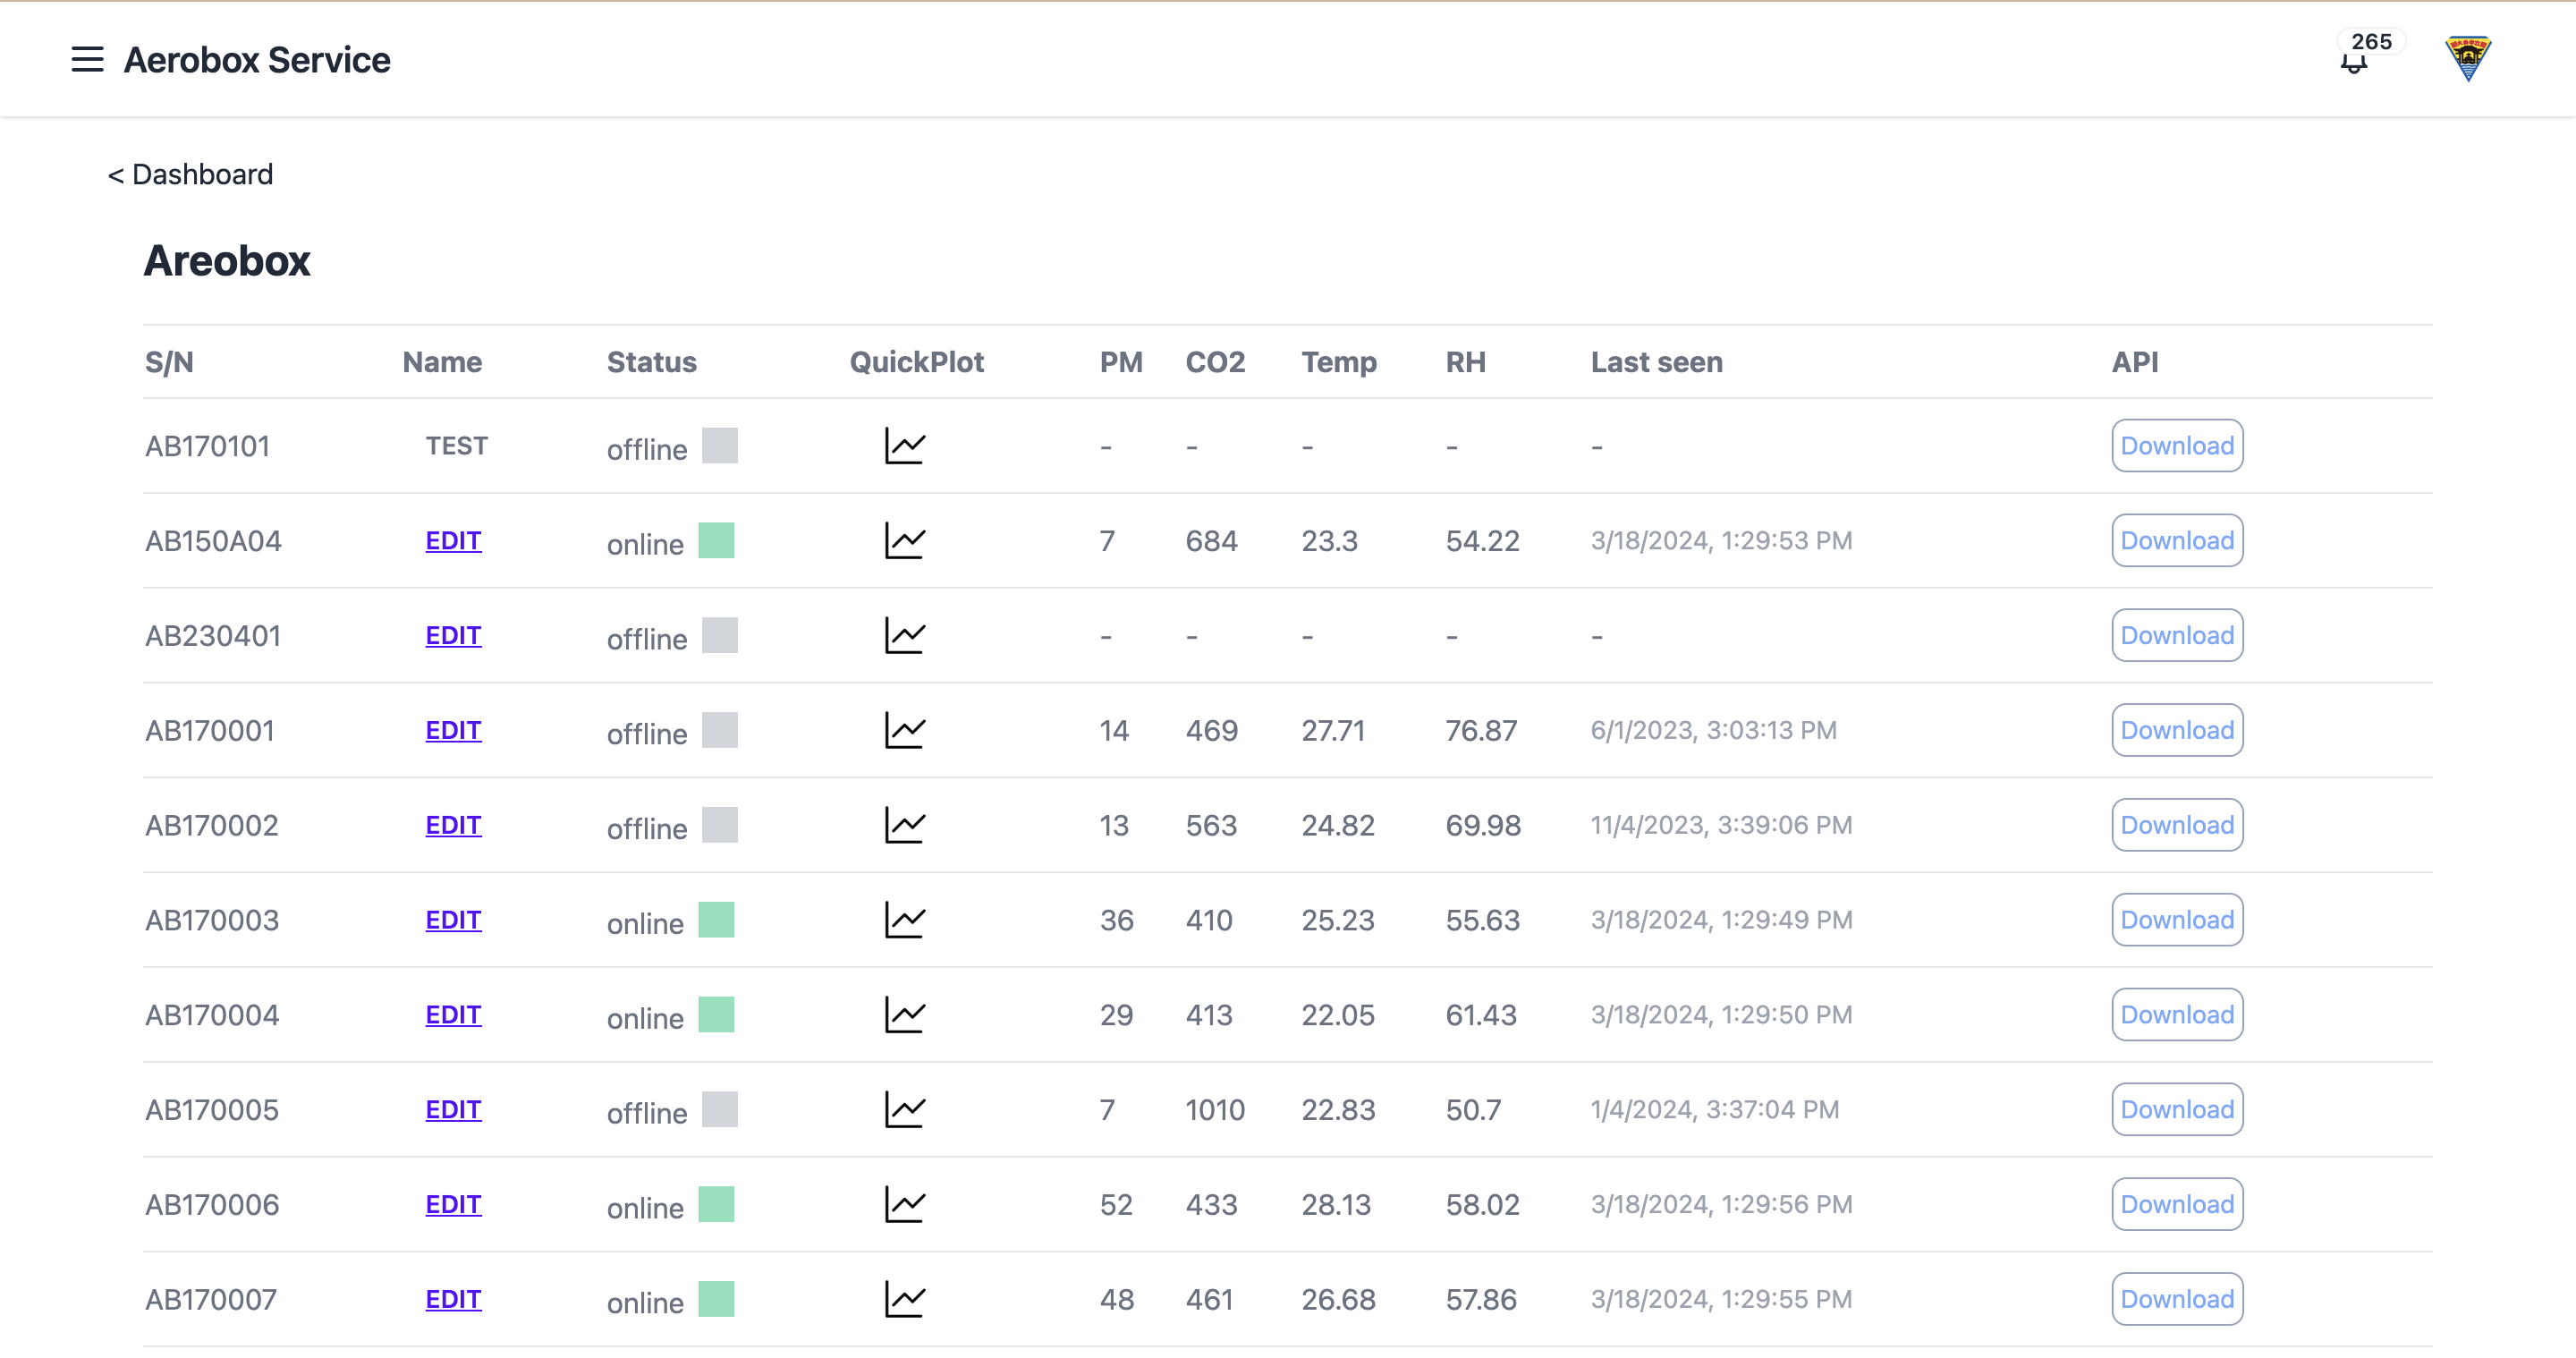 Aerobox Service
265
< Dashboard
Areobox
S/N Name Status QuickPlot PM CO2 Temp RH Last seen API
AB170101 TEST offline - - - - - Download
AB150A04 EDIT online 7 684 23.3 54.22 3/18/2024, 1:29:53 PM Download
AB230401 EDIT offline - - - - - Download
AB170001 EDIT offline 14 469 27.71 76.87 6/1/2023, 3:03:13 PM Download
AB170002 EDIT offline 13 563 24.82 69.98 11/4/2023, 3:39:06 PM Download
AB170003 EDIT online 36 410 25.23 55.63 3/18/2024, 1:29:49 PM Download
AB170004 EDIT online 29 413 22.05 61.43 3/18/2024, 1:29:50 PM Download
AB170005 EDIT offline 7 1010 22.83 50.7 1/4/2024, 3:37:04 PM Download
AB170006 EDIT online 52 433 28.13 58.02 3/18/2024, 1:29:56 PM Download
AB170007 EDIT online 48 461 26.68 57.86 3/18/2024, 1:29:55 PM Download